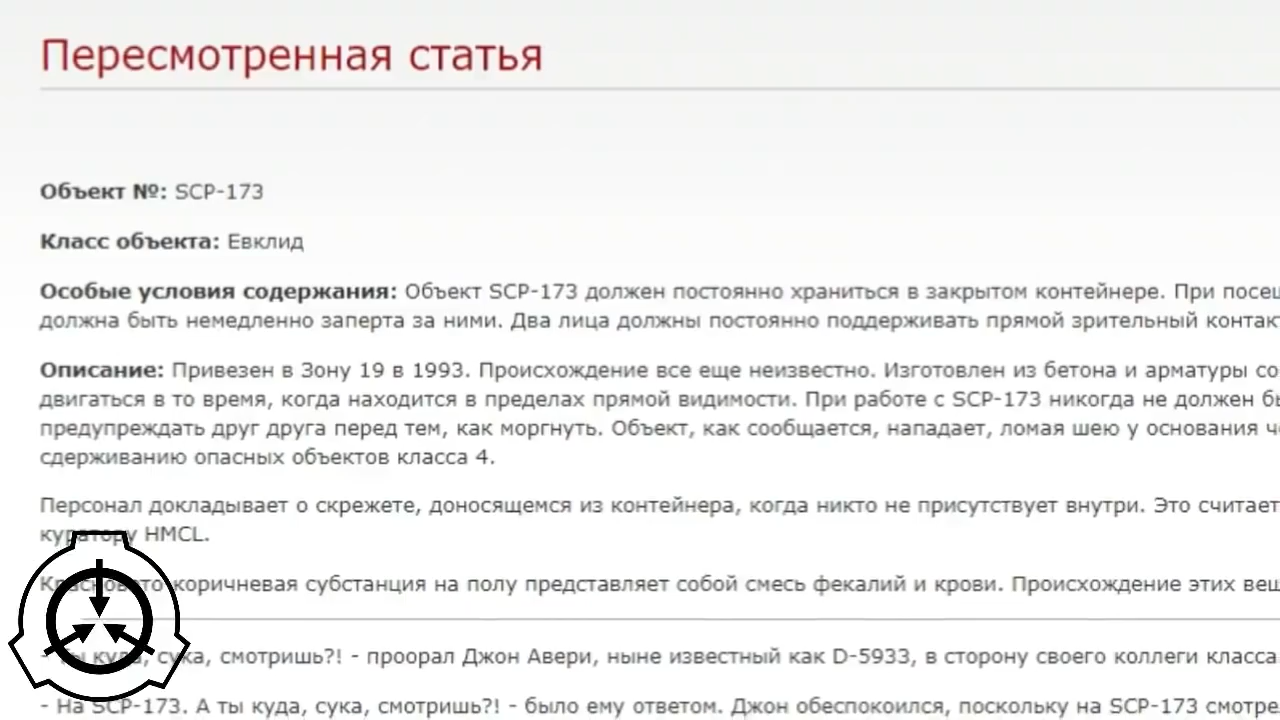 Пересмотренная статья
Объект №: SCP-173
Класс объекта: Евклид
Особые условия содержания: Объект SCP-173 должен постоянно храниться в закрытом контейнере. При
должна быть немедленно заперта за ними. Два лица должны постоянно поддерживать прямой зрительный
Описание: Привезен в Зону 19 в 1993. Происхождение все еще неизвестно. Изготовлен из бетона и арматуры
двигаться в то время, когда находится в пределах прямой видимости. При работе с SCP-173 никогда не должен
предупреждать друг друга перед тем, как моргнуть. Объект, как сообщается, нападает, ломая шею у основания
сдерживанию опасных объектов класса 4.
Персонал докладывает о скрежете, доносящемся из контейнера, когда никто не присутствует внутри. Это
куратору HMCL.
Красновато-коричневая субстанция на полу представляет собой смесь фекалий и крови. Происхождение этих
- Ты куда, сука, смотришь?! - проорал Джон Авери, ныне известный как D-5933, в сторону своего коллеги класса
- На SCP-173. А ты куда, сука, смотришь?! - было ему ответом. Джон обеспокоился, поскольку на SCP-173